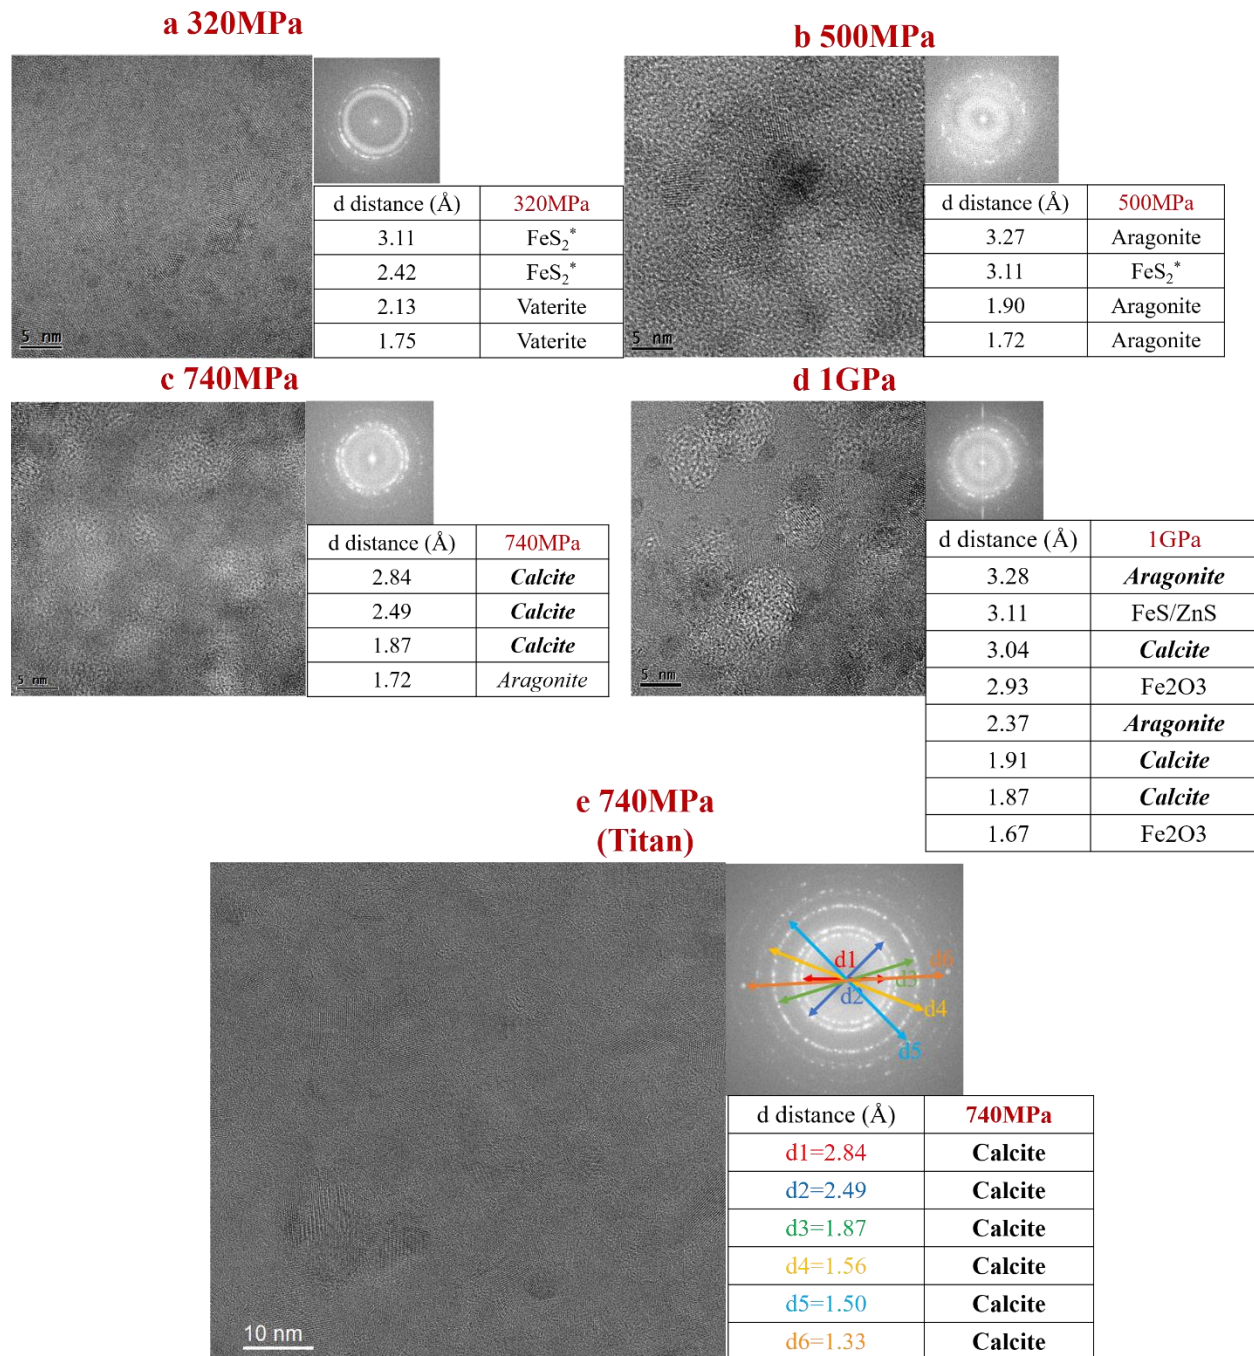 a 320MPa
d distance (Å) 320MPa
3.11 FeS2*
2.42 FeS2*
2.13 Vaterite
1.75 Vaterite
5 nm
b 500MPa
d distance (Å) 500MPa
3.27 Aragonite
3.11 FeS2*
1.90 Aragonite
1.72 Aragonite
5 nm
c 740MPa
d distance (Å) 740MPa
2.84 Calcite
2.49 Calcite
1.87 Calcite
1.72 Aragonite
5 nm
d 1GPa
d distance (Å) 1GPa
3.28 Aragonite
3.11 FeS/ZnS
3.04 Calcite
2.93 Fe2O3
2.37 Aragonite
1.91 Calcite
1.87 Calcite
1.67 Fe2O3
5 nm
e 740MPa
(Titan)
d1
d6
d3
d2
d4
d5
d distance (Å) 740MPa
d1=2.84 Calcite
d2=2.49 Calcite
d3=1.87 Calcite
d4=1.56 Calcite
d5=1.50 Calcite
d6=1.33 Calcite
10 nm